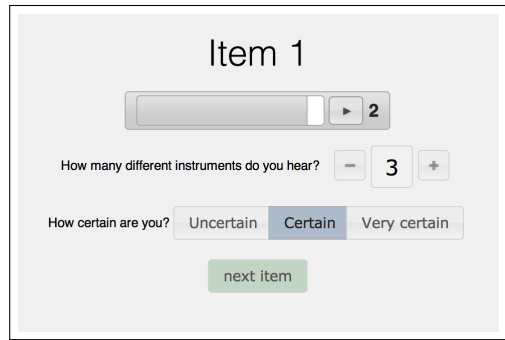 Item 1
2
How many different instruments do you hear? − 3 +
How certain are you? Uncertain Certain Very certain
next item